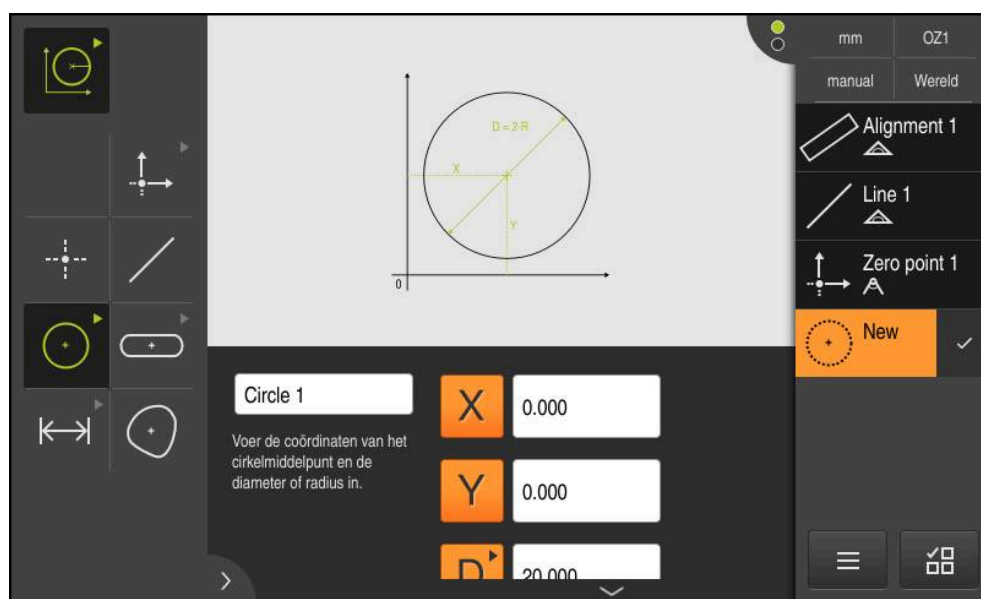 mm
OZ1
manual
Wereld
D = 2·R
X
Y
0
Alignment 1
Line 1
Zero point 1
New
Circle 1
Voer de coördinaten van het
cirkelmiddelpunt en de
diameter of radius in.
X
0.000
Y
0.000
D
20.000